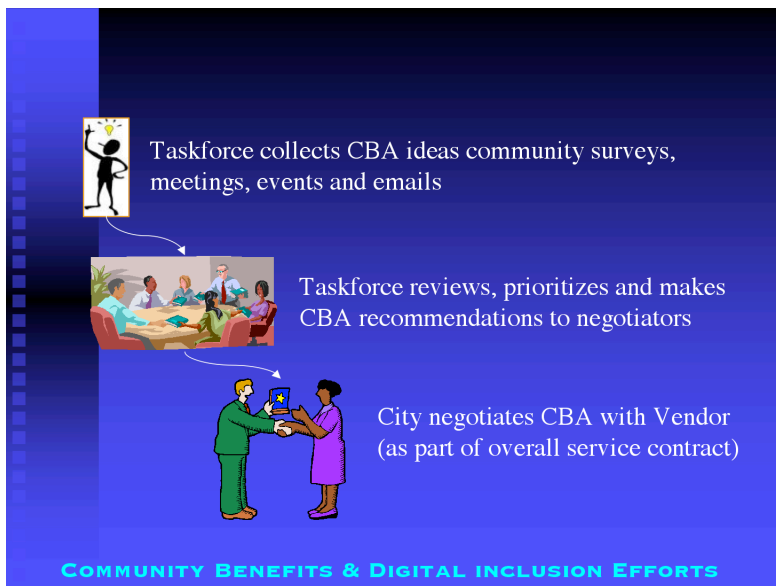 Taskforce collects CBA ideas community surveys,
meetings, events and emails
Taskforce reviews, prioritizes and makes
CBA recommendations to negotiators
City negotiates CBA with Vendor
(as part of overall service contract)
COMMUNITY BENEFITS & DIGITAL INCLUSION EFFORTS